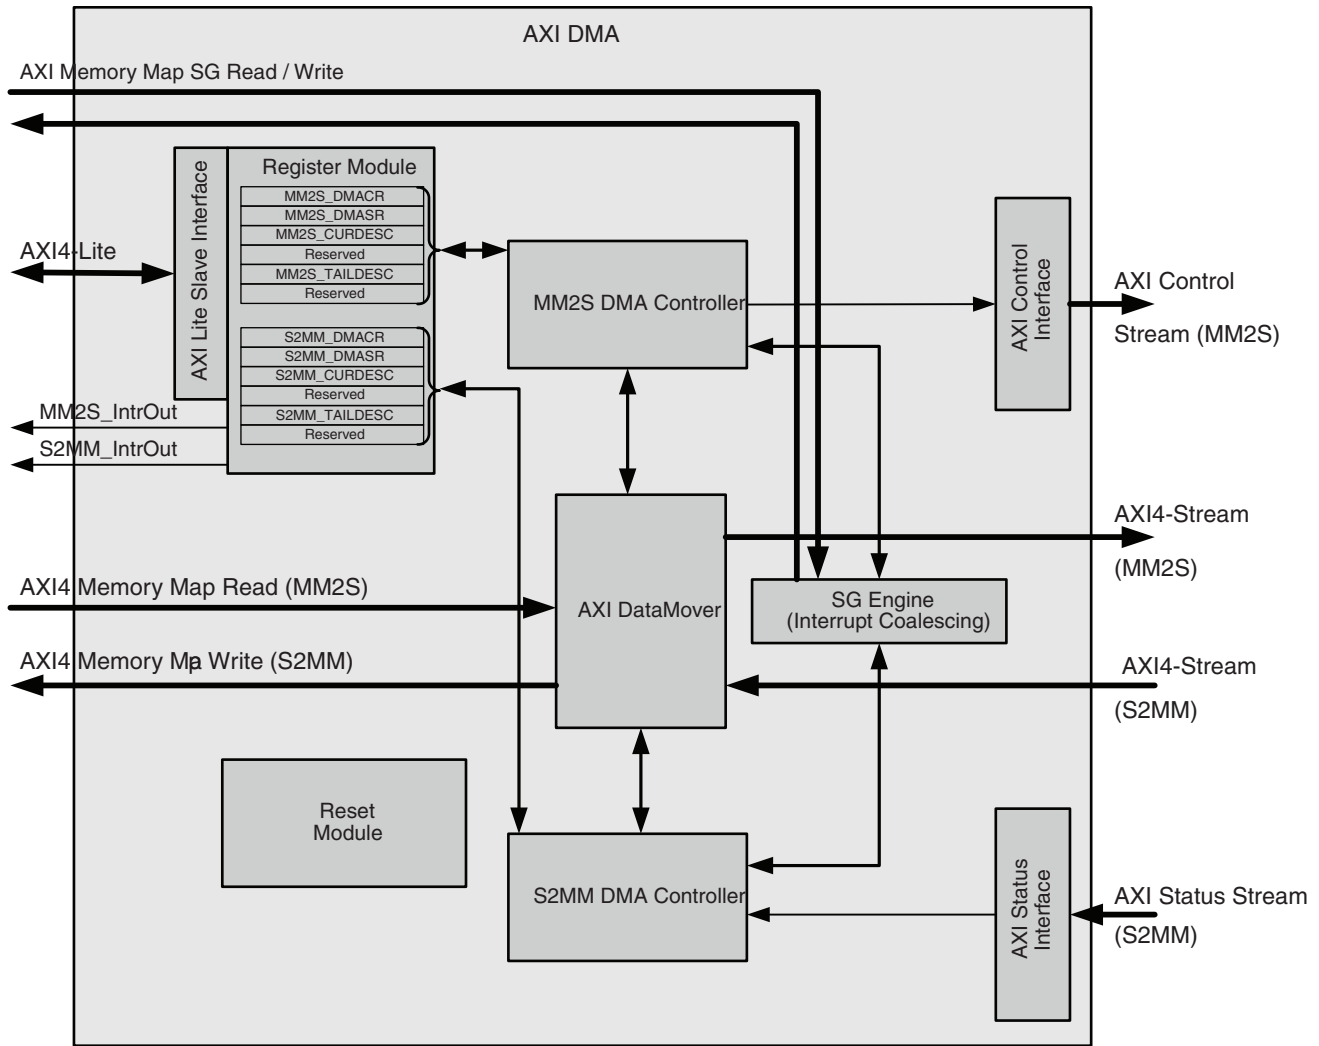 AXI DMA
AXI Memory Map SG Read / Write
AXI Lite Slave Interface
Register Module
MM2S_DMACR
MM2S_DMASR
MM2S_CURDESC
Reserved
MM2S_TAILDESC
Reserved
S2MM_DMACR
S2MM_DMASR
S2MM_CURDESC
Reserved
S2MM_TAILDESC
Reserved
AXI4-Lite
MM2S_IntrOut
S2MM_IntrOut
MM2S DMA Controller
AXI Control
Interface
AXI Control
Stream (MM2S)
AXI4-Stream
(MM2S)
AXI4 Memory Map Read (MM2S)
AXI DataMover
SG Engine
(Interrupt Coalescing)
AXI4 Memory Map Write (S2MM)
AXI4-Stream
(S2MM)
Reset
Module
S2MM DMA Controller
AXI Status
Interface
AXI Status Stream
(S2MM)